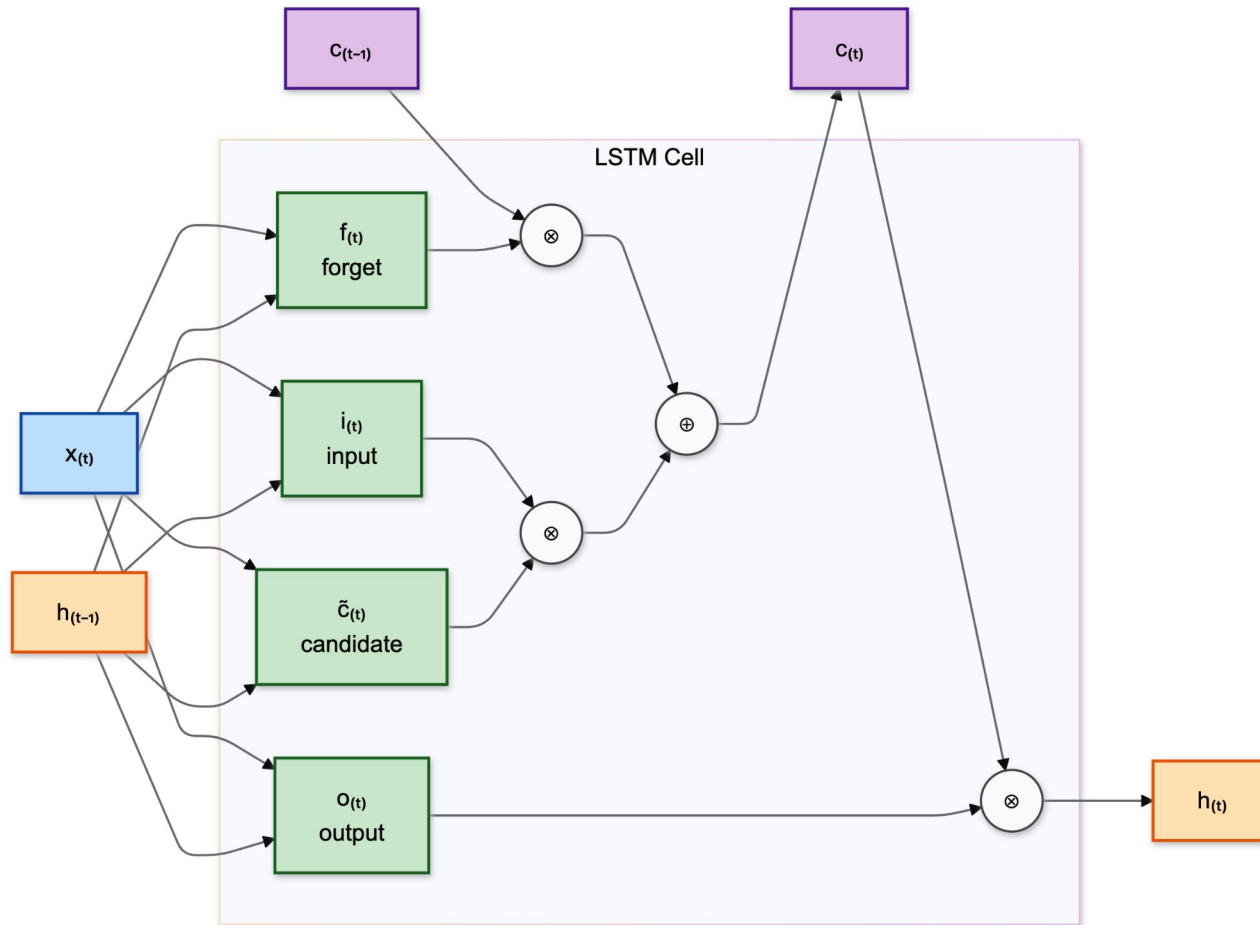 c₍t₋₁₎
c₍t₎
LSTM Cell
f₍t₎
forget
⊗
i₍t₎
input
⊕
x₍t₎
⊗
h₍t₋₁₎
c̃₍t₎
candidate
o₍t₎
output
⊗
h₍t₎